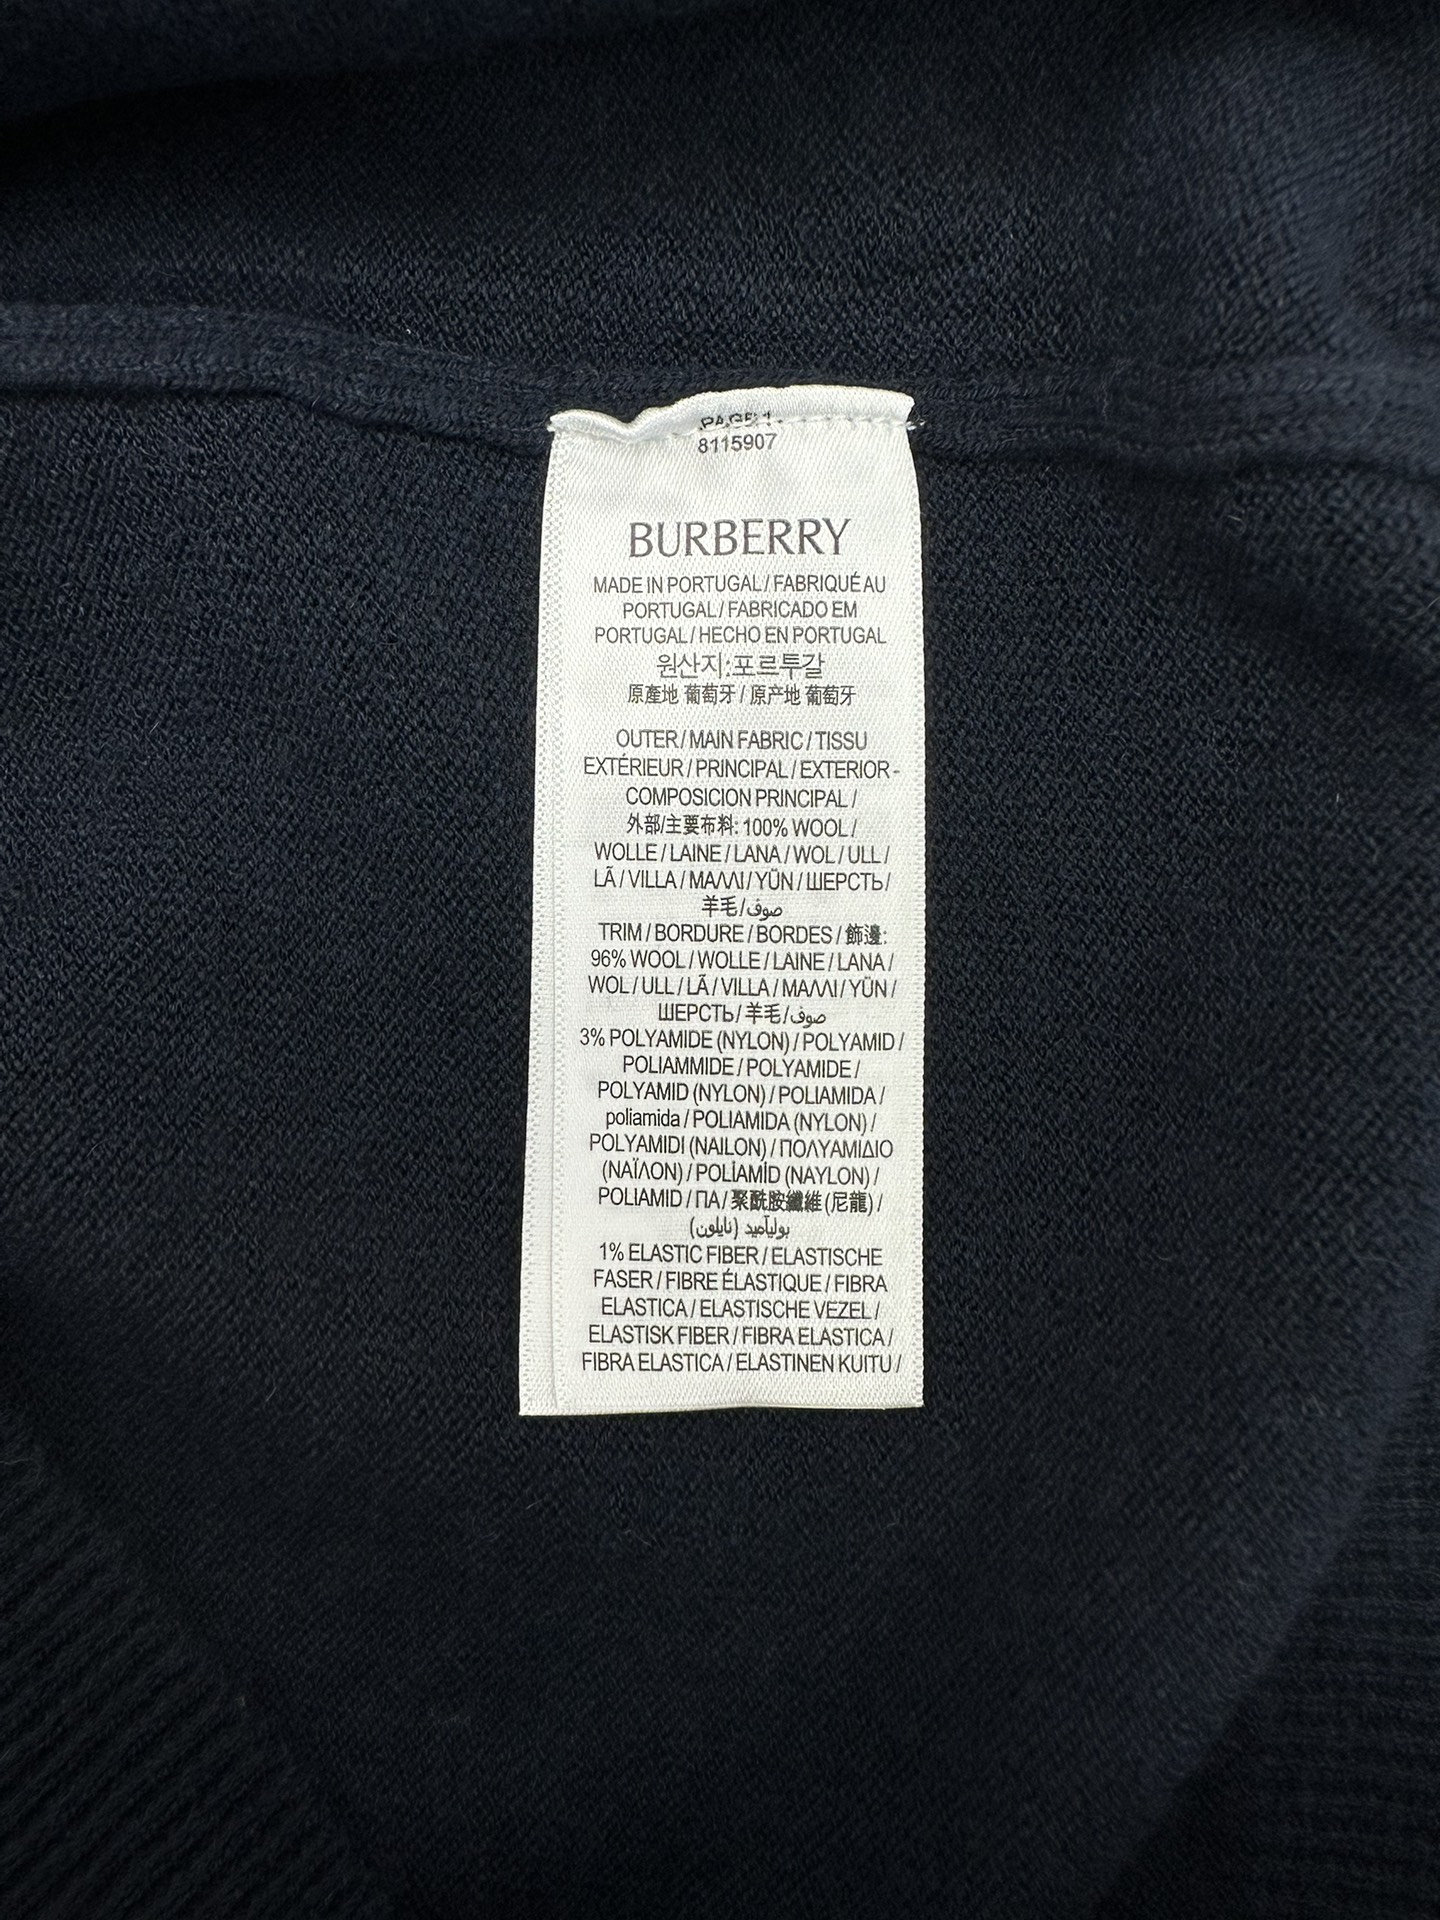 PAGE 1
8115907
BURBERRY
MADE IN PORTUGAL / FABRIQUÉ AU
PORTUGAL / FABRICADO EM
PORTUGAL / HECHO EN PORTUGAL
원산지:포르투갈
原產地 葡萄牙 / 原产地 葡萄牙
OUTER / MAIN FABRIC / TISSU
EXTÉRIEUR / PRINCIPAL / EXTERIOR -
COMPOSICION PRINCIPAL /
外部/主要布料: 100% WOOL /
WOLLE / LAINE / LANA / WOL / ULL /
LÃ / VILLA / ΜΑΛΛΙ / YÜN / ШЕРСТЬ /
羊毛/صوف
TRIM / BORDURE / BORDES / 飾邊:
96% WOOL / WOLLE / LAINE / LANA /
WOL / ULL / LÃ / VILLA / ΜΑΛΛΙ / YÜN /
ШЕРСТЬ/羊毛/صوف
3% POLYAMIDE (NYLON) / POLYAMID /
POLIAMMIDE / POLYAMIDE /
POLYAMID (NYLON) / POLIAMIDA /
poliamida / POLIAMIDA (NYLON) /
POLYAMIDI (NAILON) / ΠΟΛΥΑΜΙΔΙΟ
(ΝΑΪΛΟΝ) / POLİAMİD (NAYLON) /
POLIAMID / ПА / 聚酰胺纖維 (尼龍) /
بوليآميد (نايلون)
1% ELASTIC FIBER / ELASTISCHE
FASER / FIBRE ÉLASTIQUE / FIBRA
ELASTICA / ELASTISCHE VEZEL /
ELASTISK FIBER / FIBRA ELASTICA /
FIBRA ELASTICA / ELASTINEN KUITU /